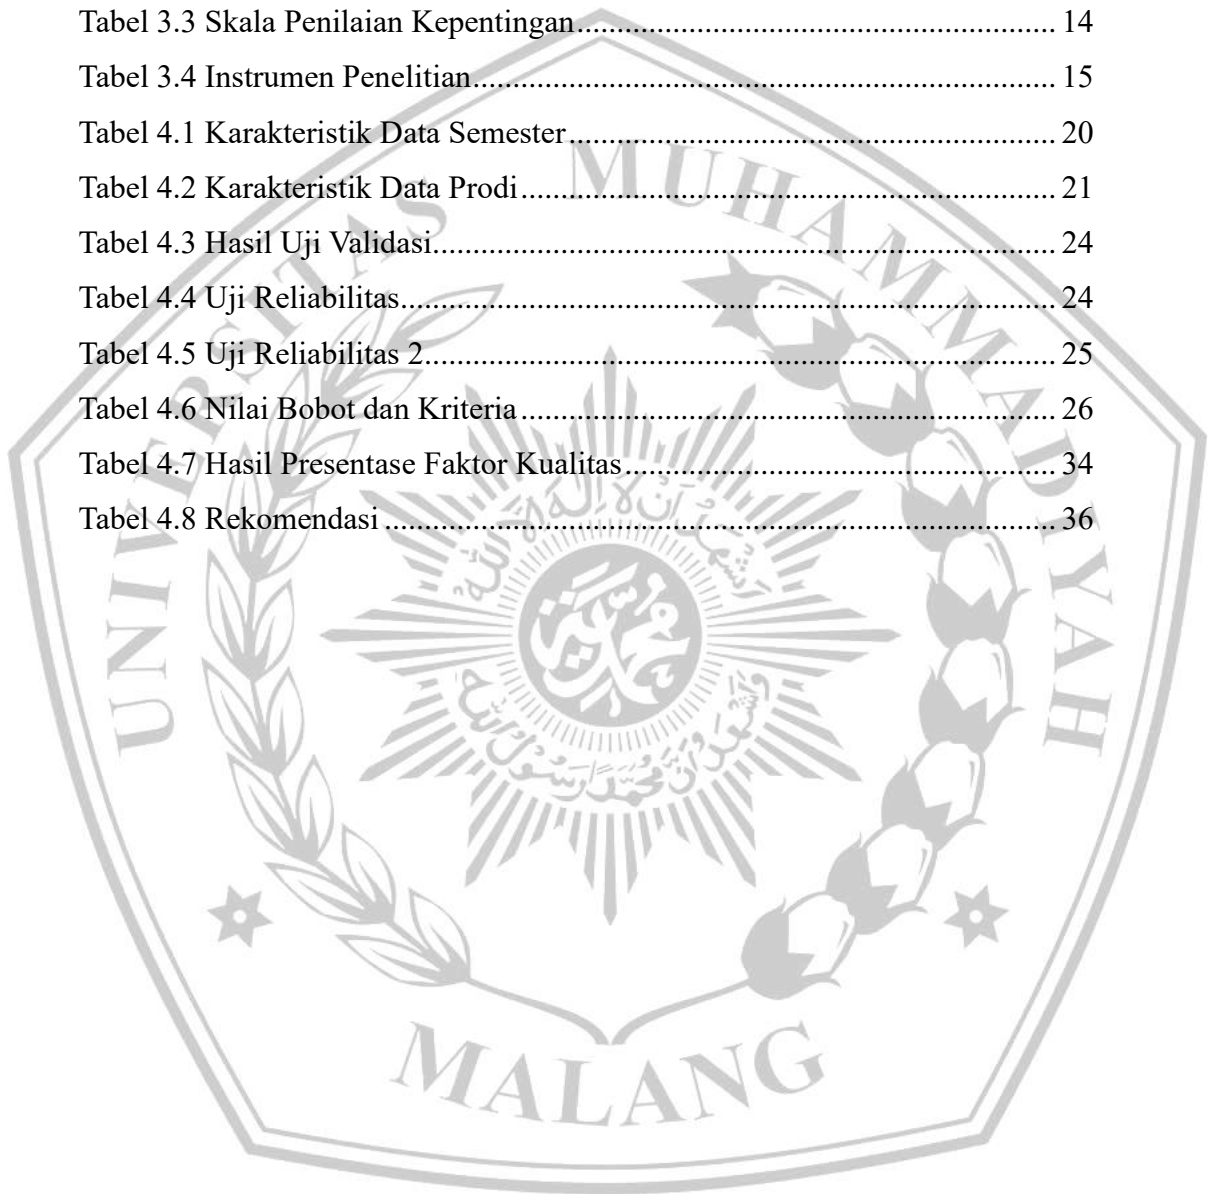 Tabel 3.3 Skala Penilaian Kepentingan............................................................ 14
Tabel 3.4 Instrumen Penelitian......................................................................... 15
Tabel 4.1 Karakteristik Data Semester ............................................................. 20
Tabel 4.2 Karakteristik Data Prodi ................................................................... 21
Tabel 4.3 Hasil Uji Validasi.............................................................................. 24
Tabel 4.4 Uji Reliabilitas.................................................................................. 24
Tabel 4.5 Uji Reliabilitas 2............................................................................... 25
Tabel 4.6 Nilai Bobot dan Kriteria ................................................................... 26
Tabel 4.7 Hasil Presentase Faktor Kualitas...................................................... 34
Tabel 4.8 Rekomendasi .................................................................................... 36
UNIVERSITAS MUHAMMADIYAH
MALANG